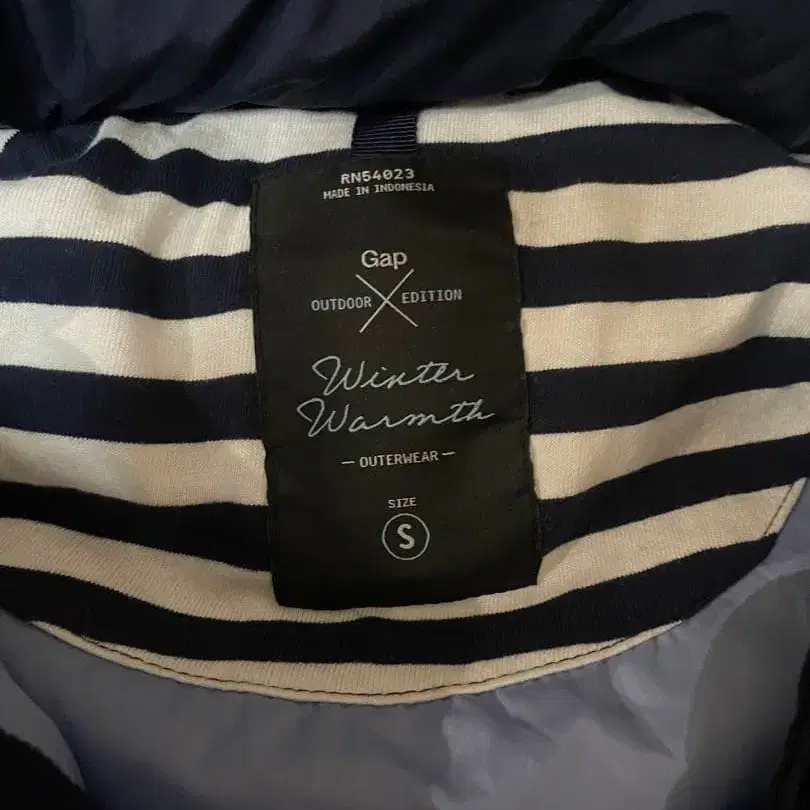 RN54023
MADE IN INDONESIA
Gap
OUTDOOR EDITION
Winter
Warmth
— OUTERWEAR —
SIZE
S